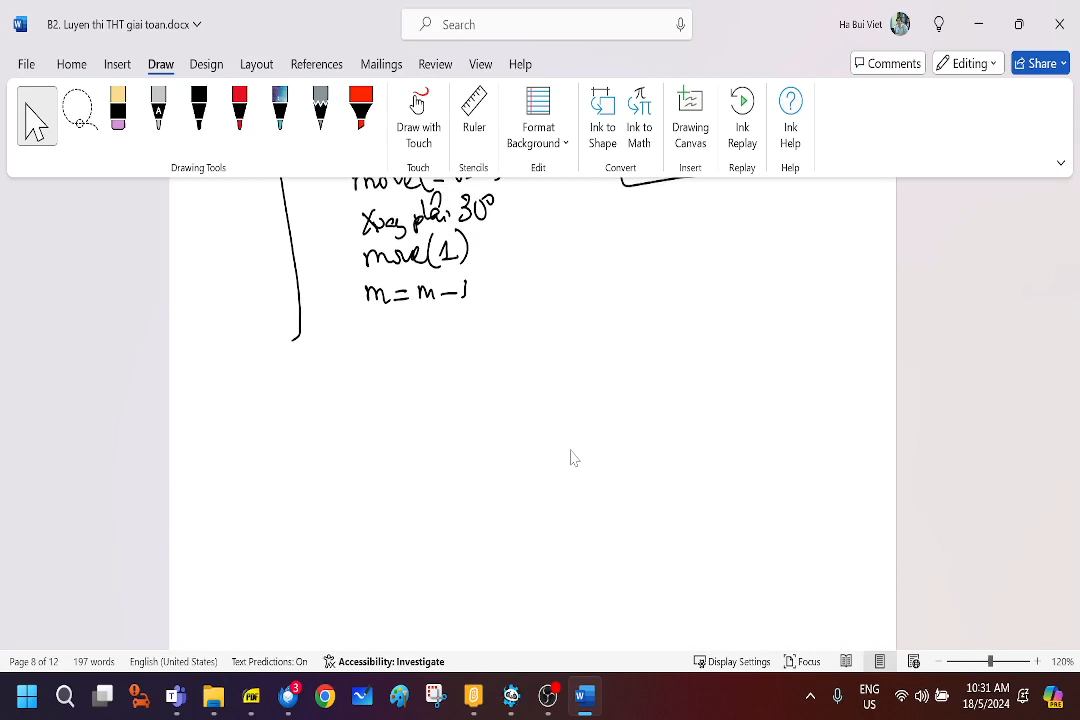 B2. Luyen thi THT giai toan.docx
Search
Ha Bui Viet
File Home Insert Draw Design Layout References Mailings Review View Help
Comments Editing Share
Draw with Touch
Ruler
Format Background
Ink to Shape
Ink to Math
Drawing Canvas
Ink Replay
Ink Help
Drawing Tools Touch Stencils Edit Convert Insert Replay Help
Xoay phải 30°
move(1)
m = m - 1
Page 8 of 12 197 words English (United States) Text Predictions: On Accessibility: Investigate Display Settings Focus 120%
3
ENG US
10:31 AM
18/5/2024
PRE